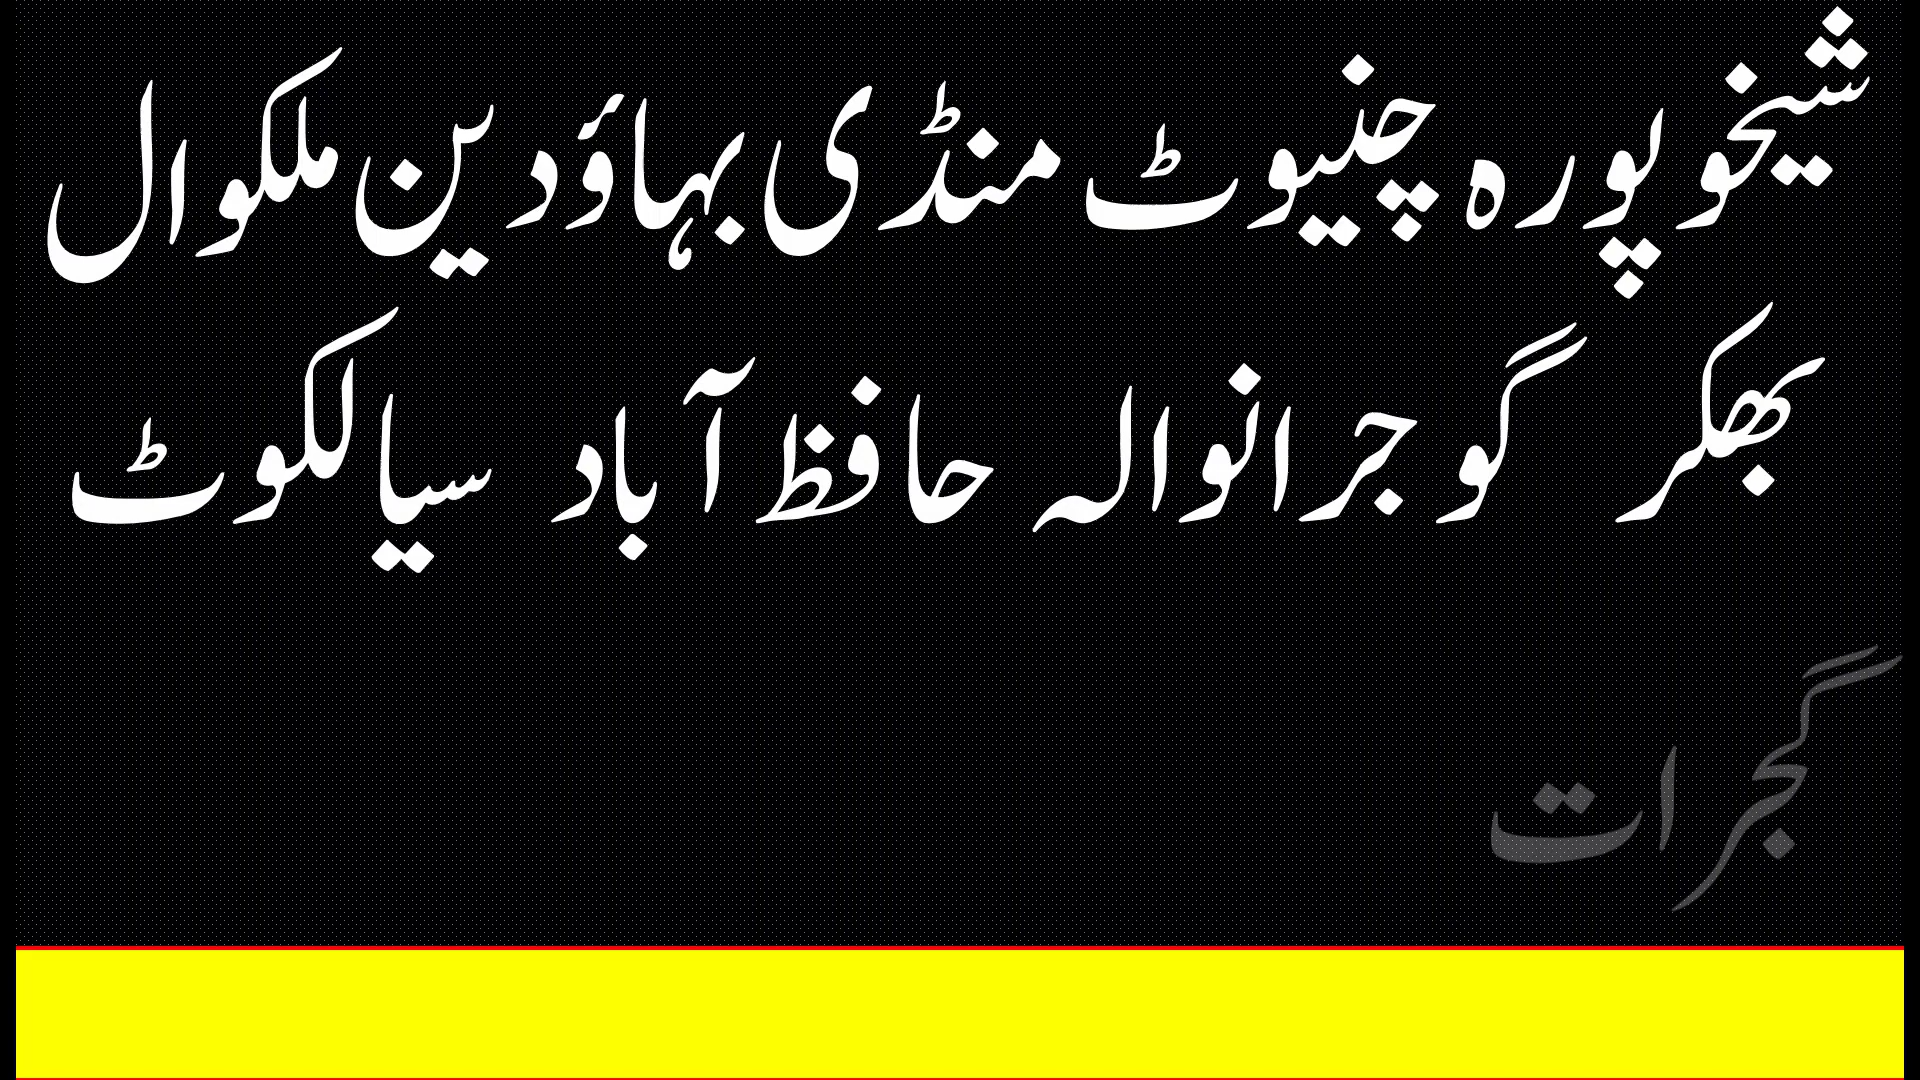 شیخوپورہ چنیوٹ منڈی بہاؤدین ملکوال
بھکر گوجرانوالہ حافظ آباد سیالکوٹ
گجرات